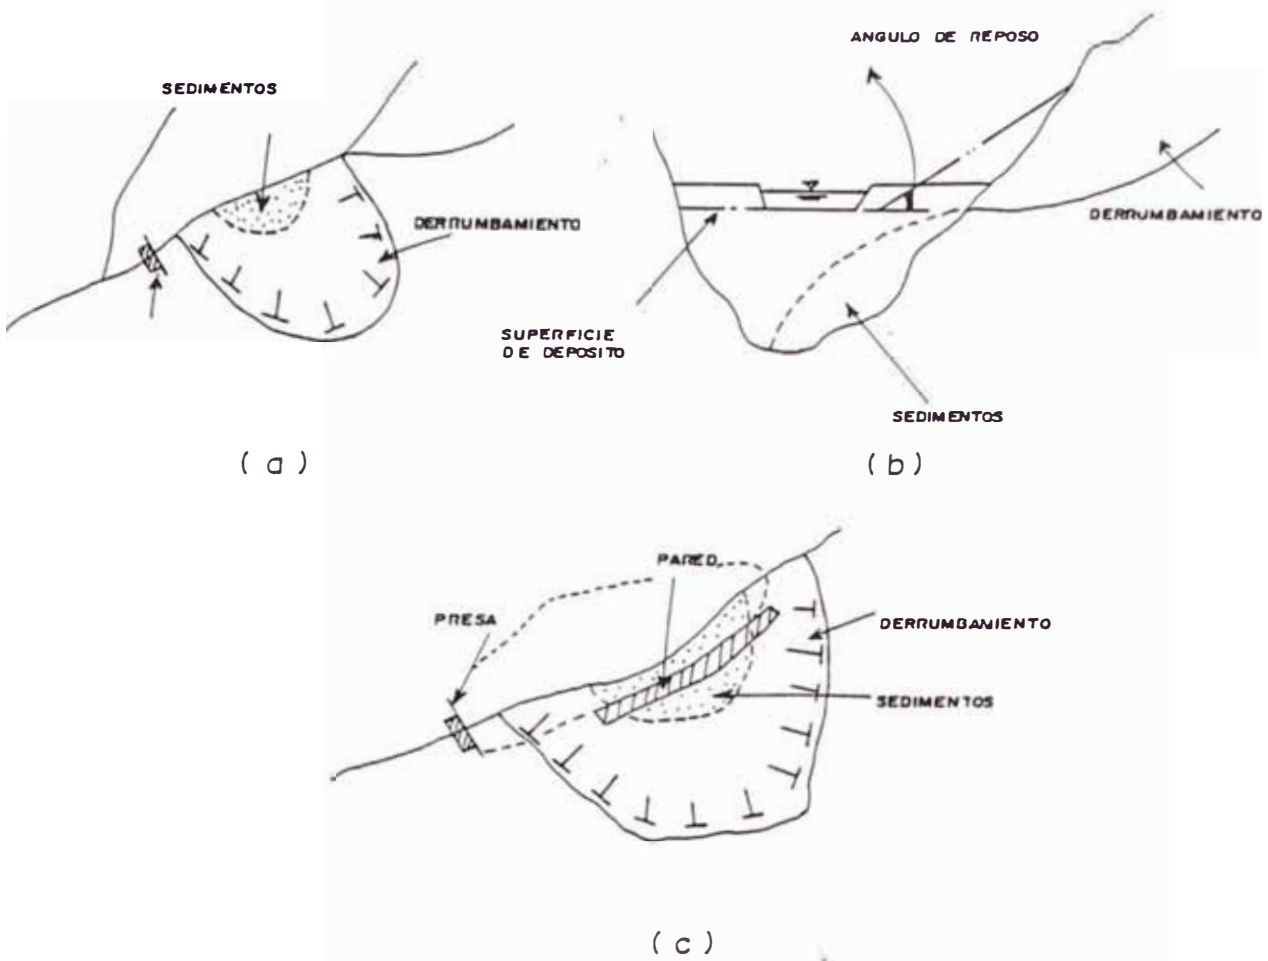 SEDIMENTOS
DERRUMBAMIENTO
( a )
ANGULO DE REPOSO
DERRUMBAMIENTO
SUPERFICIE
DE DEPOSITO
SEDIMENTOS
( b )
PARED
PRESA
DERRUMBAMIENTO
SEDIMENTOS
( c )